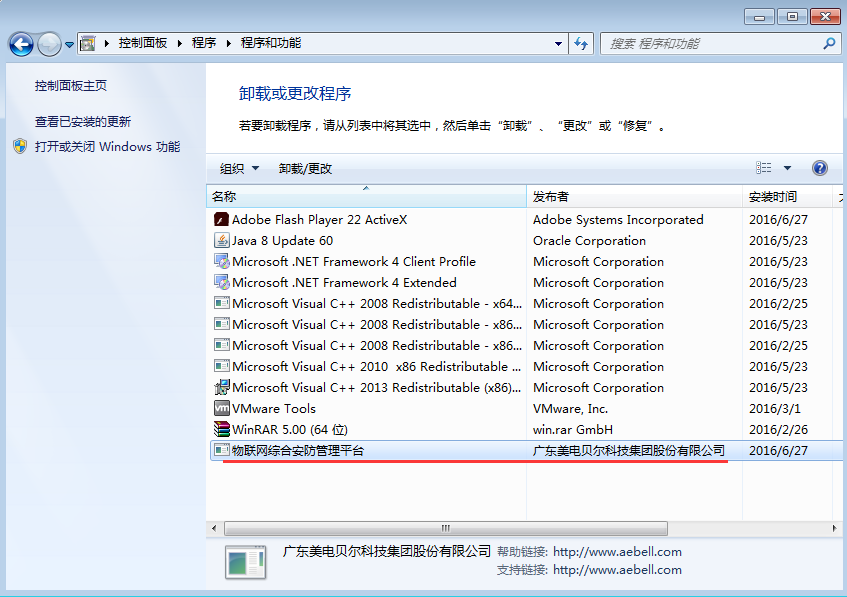 控制面板 程序 程序和功能
搜索 程序和功能
控制面板主页
查看已安装的更新
打开或关闭 Windows 功能
卸载或更改程序
若要卸载程序，请从列表中将其选中，然后单击“卸载”、“更改”或“修复”。
组织 卸载/更改
名称 发布者 安装时间
Adobe Flash Player 22 ActiveX Adobe Systems Incorporated 2016/6/27
Java 8 Update 60 Oracle Corporation 2016/5/23
Microsoft .NET Framework 4 Client Profile Microsoft Corporation 2016/5/23
Microsoft .NET Framework 4 Extended Microsoft Corporation 2016/5/23
Microsoft Visual C++ 2008 Redistributable - x64... Microsoft Corporation 2016/2/25
Microsoft Visual C++ 2008 Redistributable - x86... Microsoft Corporation 2016/5/23
Microsoft Visual C++ 2008 Redistributable - x86... Microsoft Corporation 2016/2/25
Microsoft Visual C++ 2010 x86 Redistributable ... Microsoft Corporation 2016/5/23
Microsoft Visual C++ 2013 Redistributable (x86)... Microsoft Corporation 2016/5/23
vm VMware Tools VMware, Inc. 2016/3/1
WinRAR 5.00 (64 位) win.rar GmbH 2016/2/26
物联网综合安防管理平台 广东美电贝尔科技集团股份有限公司 2016/6/27
广东美电贝尔科技集团股份有限公司 帮助链接: http://www.aebell.com
支持链接: http://www.aebell.com